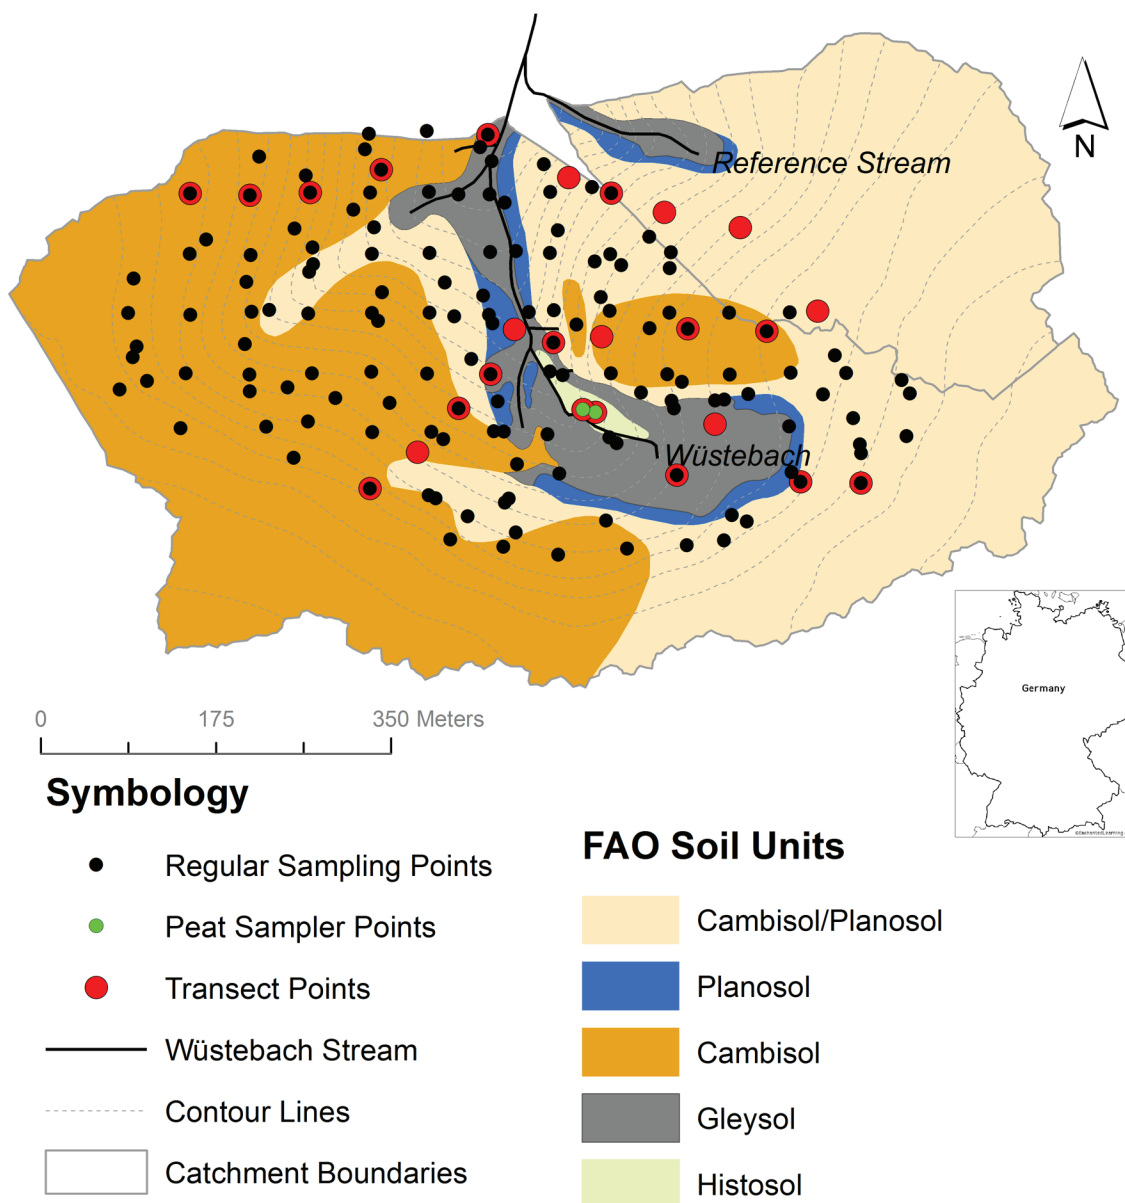 N
Reference Stream
Wüstebach
0 175 350 Meters
Germany
Symbology
Regular Sampling Points
Peat Sampler Points
Transect Points
Wüstebach Stream
Contour Lines
Catchment Boundaries
FAO Soil Units
Cambisol/Planosol
Planosol
Cambisol
Gleysol
Histosol